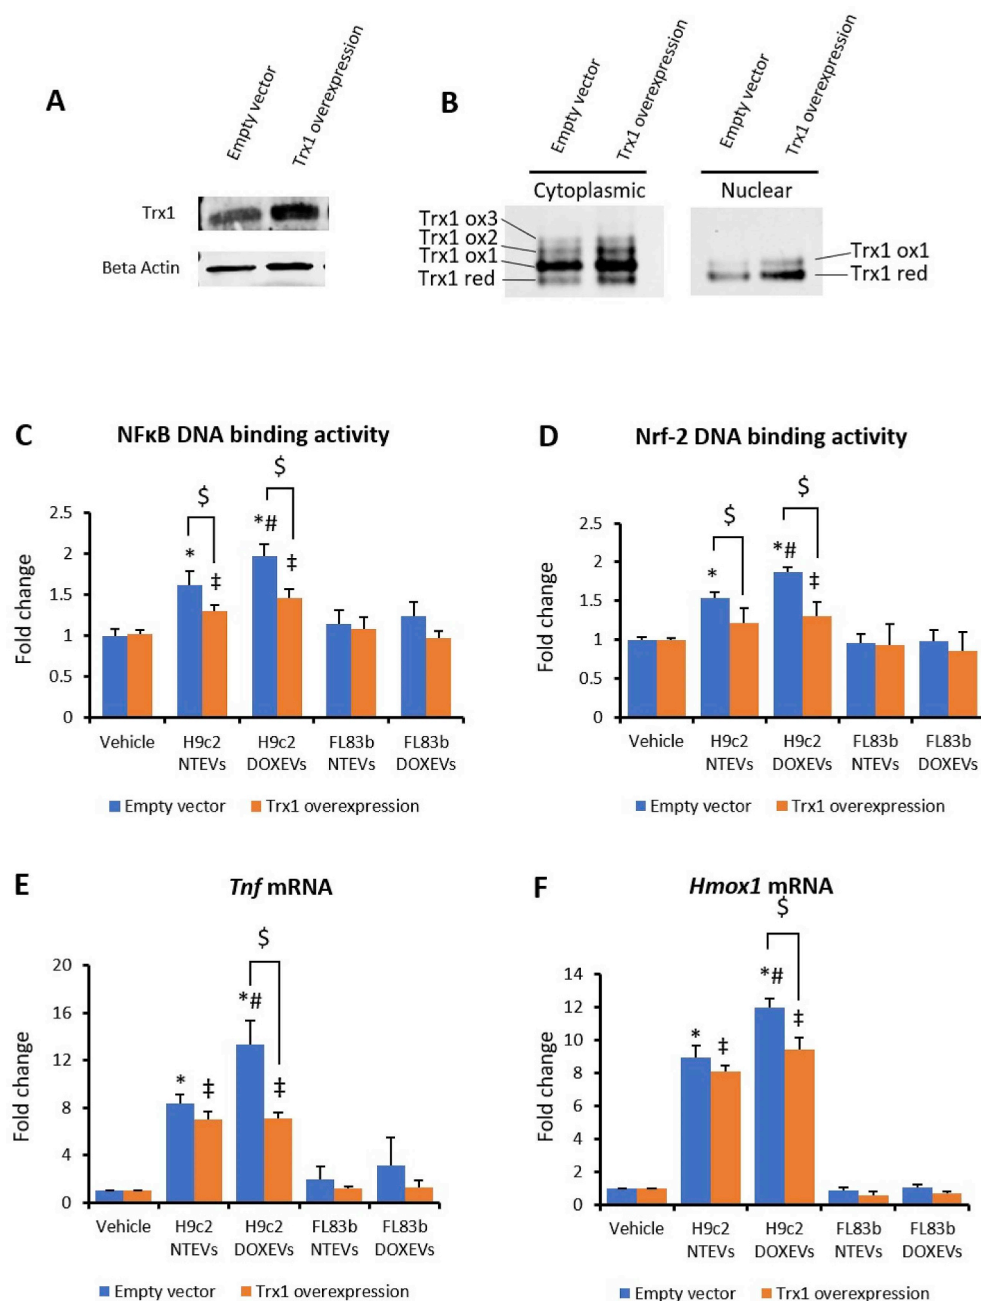 A
Empty vector
Trx1 overexpression
Trx1
Beta Actin
B
Empty vector
Trx1 overexpression
Empty vector
Trx1 overexpression
Cytoplasmic
Nuclear
Trx1 ox3
Trx1 ox2
Trx1 ox1
Trx1 red
Trx1 ox1
Trx1 red
C
NFκB DNA binding activity
$
$
*
‡
*#
‡
Fold change
2.5
2
1.5
1
0.5
0
Vehicle
H9c2 NTEVs
H9c2 DOXEVs
FL83b NTEVs
FL83b DOXEVs
Empty vector
Trx1 overexpression
D
Nrf-2 DNA binding activity
$
$
*
*#
‡
Fold change
2.5
2
1.5
1
0.5
0
Vehicle
H9c2 NTEVs
H9c2 DOXEVs
FL83b NTEVs
FL83b DOXEVs
Empty vector
Trx1 overexpression
E
Tnf mRNA
$
*
‡
*#
‡
Fold change
20
16
12
8
4
0
Vehicle
H9c2 NTEVs
H9c2 DOXEVs
FL83b NTEVs
FL83b DOXEVs
Empty vector
Trx1 overexpression
F
Hmox1 mRNA
$
*
‡
*#
‡
Fold change
14
12
10
8
6
4
2
0
Vehicle
H9c2 NTEVs
H9c2 DOXEVs
FL83b NTEVs
FL83b DOXEVs
Empty vector
Trx1 overexpression